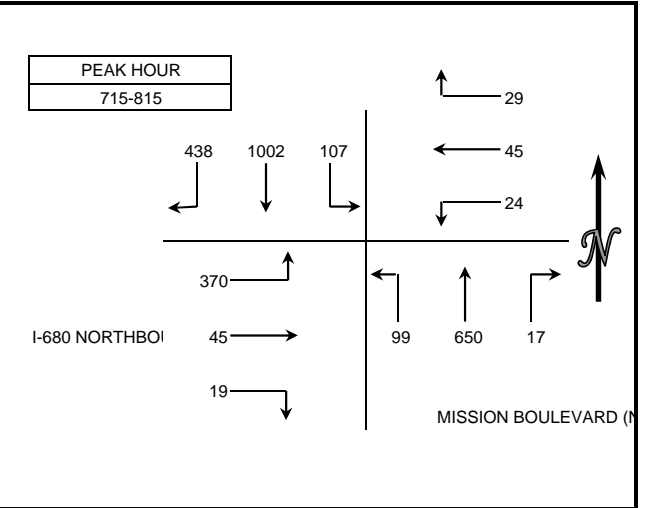 PEAK HOUR
715-815
29
438 1002 107
45
24
N
370
I-680 NORTHBOU 45
99 650 17
19
MISSION BOULEVARD (N